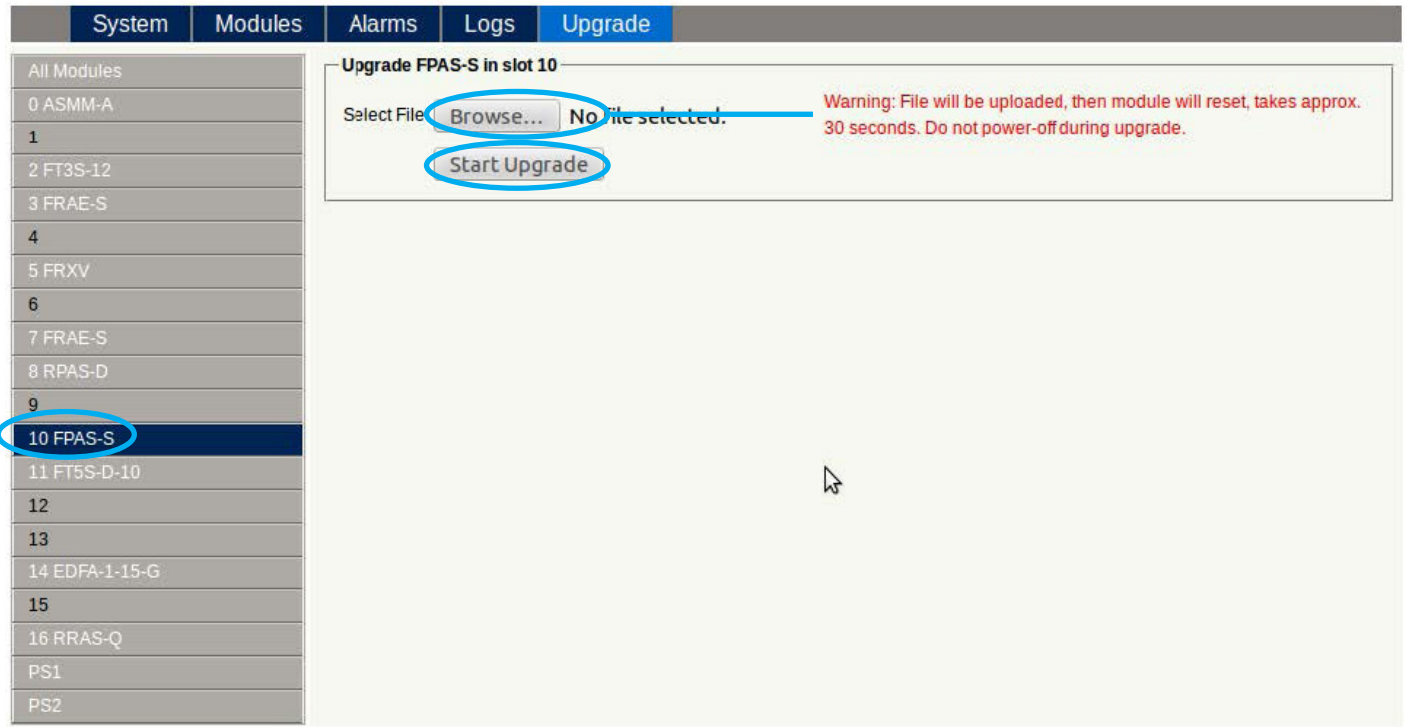 System Modules Alarms Logs Upgrade
All Modules
0 ASMM-A
1
2 FT3S-12
3 FRAE-S
4
5 FRXV
6
7 FRAE-S
8 RPAS-D
9
10 FPAS-S
11 FT5S-D-10
12
13
14 EDFA-1-15-G
15
16 RRAS-Q
PS1
PS2
Upgrade FPAS-S in slot 10
Select File Browse... No file selected.
Start Upgrade
Warning: File will be uploaded, then module will reset, takes approx.
30 seconds. Do not power-off during upgrade.